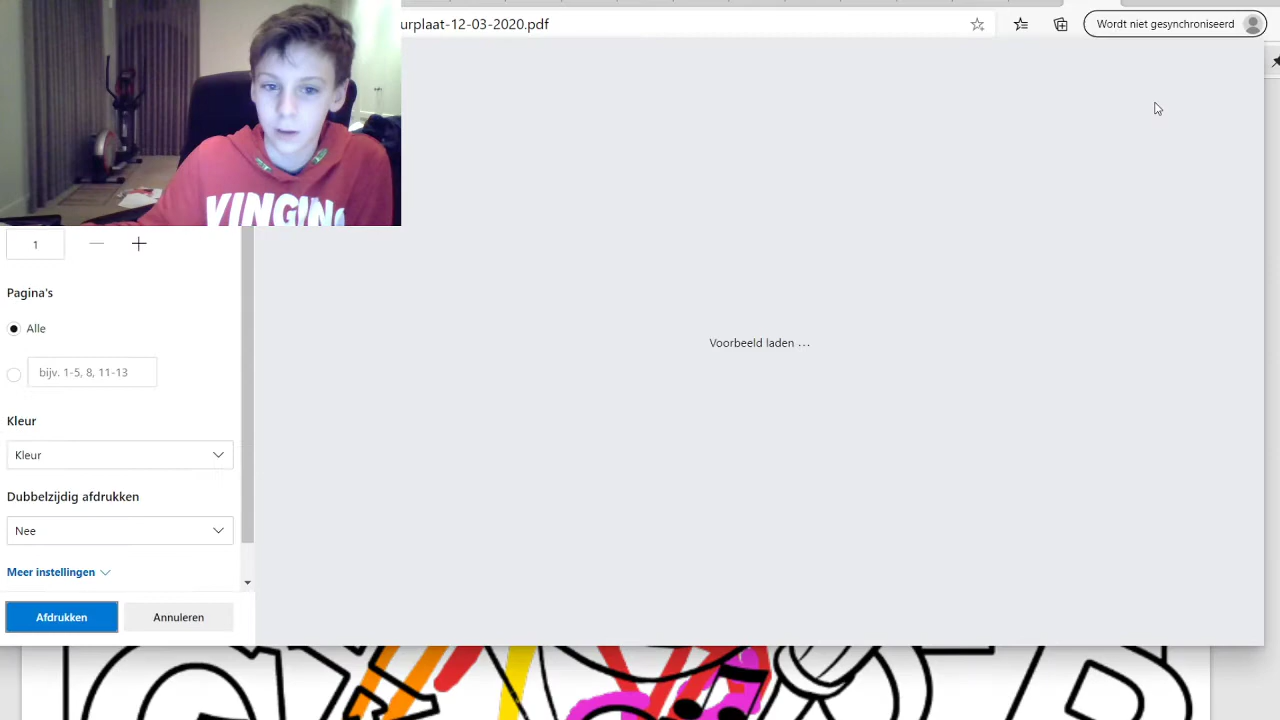 urplaat-12-03-2020.pdf
Wordt niet gesynchroniseerd
VINGINO
1
Pagina's
Alle
bijv. 1-5, 8, 11-13
Kleur
Kleur
Dubbelzijdig afdrukken
Nee
Meer instellingen
Afdrukken
Annuleren
Voorbeeld laden ...